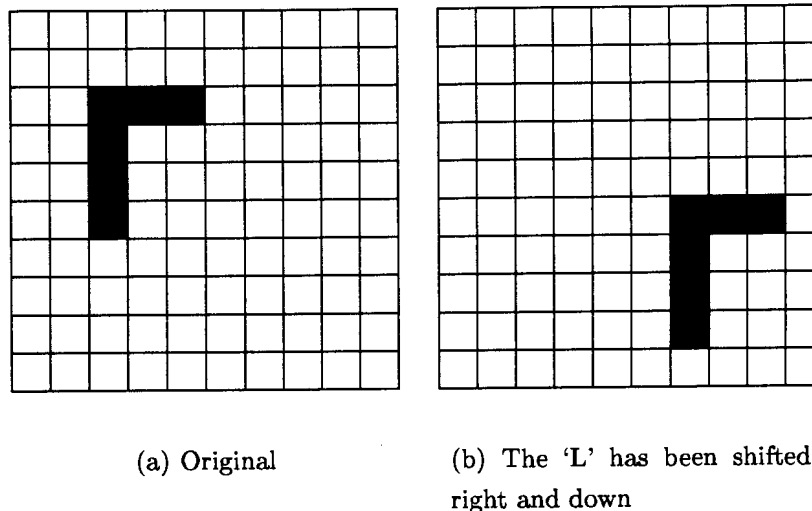 (a) Original
(b) The ‘L’ has been shifted
right and down